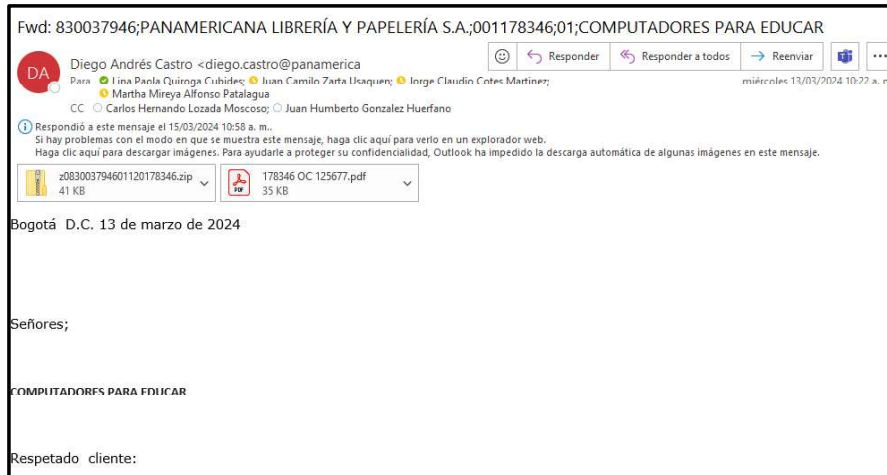 Fwd: 830037946;PANAMERICANA LIBRERÍA Y PAPELERÍA S.A.;001178346;01;COMPUTADORES PARA EDUCAR
DA
Diego Andrés Castro <diego.castro@panamerica
Responder
Responder a todos
Reenviar
Para Lina Paola Quiroga Cubides; Juan Camilo Zarta Usaquen; Jorge Claudio Cotes Martinez;
miércoles 13/03/2024 10:22 a. m
Martha Mireya Alfonso Patalagua
CC Carlos Hernando Lozada Moscoso; Juan Humberto Gonzalez Huerfano
Respondió a este mensaje el 15/03/2024 10:58 a. m..
Si hay problemas con el modo en que se muestra este mensaje, haga clic aquí para verlo en un explorador web.
Haga clic aquí para descargar imágenes. Para ayudarle a proteger su confidencialidad, Outlook ha impedido la descarga automática de algunas imágenes en este mensaje.
z083003794601120178346.zip
41 KB
PDF
178346 OC 125677.pdf
35 KB
Bogotá D.C. 13 de marzo de 2024
Señores;
COMPUTADORES PARA EDUCAR
Respetado cliente: